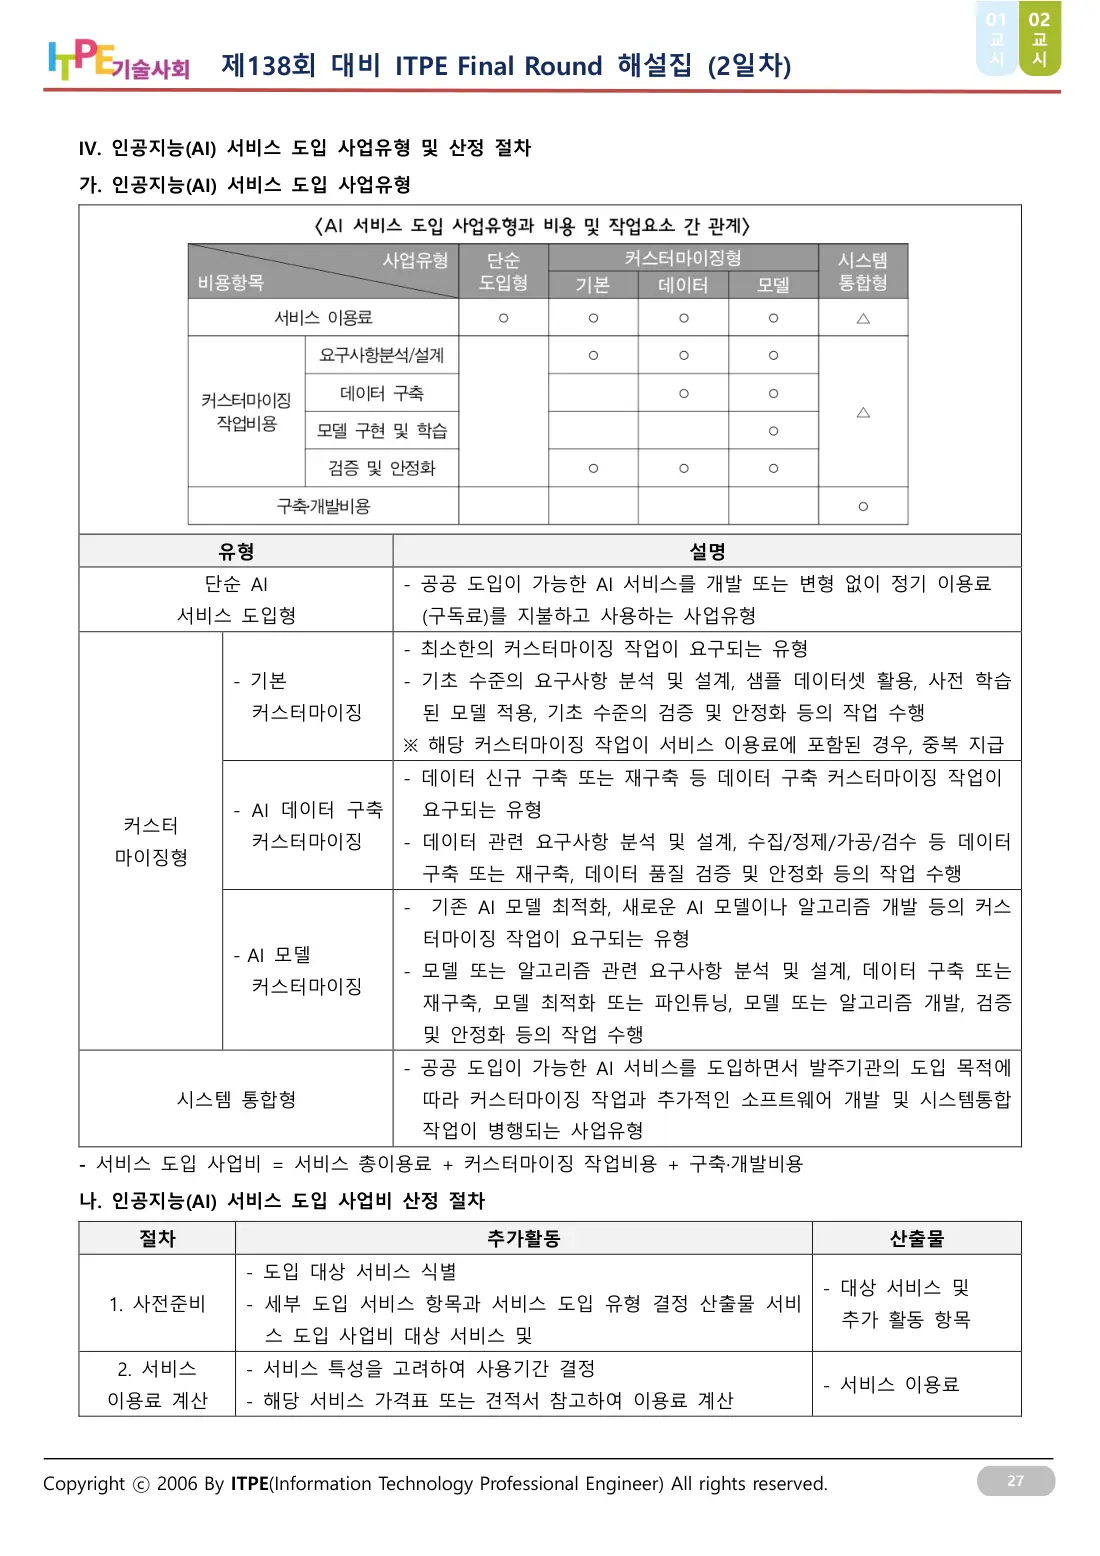 ITPE기술사회 제138회 대비 ITPE Final Round 해설집 (2일차)
01 교시
02 교시
IV. 인공지능(AI) 서비스 도입 사업유형 및 산정 절차
가. 인공지능(AI) 서비스 도입 사업유형
〈AI 서비스 도입 사업유형과 비용 및 작업요소 간 관계〉
사업유형
비용항목
단순
도입형
커스터마이징형
기본 데이터 모델
시스템
통합형
서비스 이용료 ○ ○ ○ ○ △
커스터마이징
작업비용
요구사항분석/설계 ○ ○ ○
데이터 구축 ○ ○
△
모델 구현 및 학습 ○
검증 및 안정화 ○ ○ ○
구축·개발비용 ○
유형 설명
단순 AI
서비스 도입형
- 공공 도입이 가능한 AI 서비스를 개발 또는 변형 없이 정기 이용료
(구독료)를 지불하고 사용하는 사업유형
커스터
마이징형
- 기본
커스터마이징
- 최소한의 커스터마이징 작업이 요구되는 유형
- 기초 수준의 요구사항 분석 및 설계, 샘플 데이터셋 활용, 사전 학습
된 모델 적용, 기초 수준의 검증 및 안정화 등의 작업 수행
※ 해당 커스터마이징 작업이 서비스 이용료에 포함된 경우, 중복 지급
- AI 데이터 구축
커스터마이징
- 데이터 신규 구축 또는 재구축 등 데이터 구축 커스터마이징 작업이
요구되는 유형
- 데이터 관련 요구사항 분석 및 설계, 수집/정제/가공/검수 등 데이터
구축 또는 재구축, 데이터 품질 검증 및 안정화 등의 작업 수행
- AI 모델
커스터마이징
- 기존 AI 모델 최적화, 새로운 AI 모델이나 알고리즘 개발 등의 커스
터마이징 작업이 요구되는 유형
- 모델 또는 알고리즘 관련 요구사항 분석 및 설계, 데이터 구축 또는
재구축, 모델 최적화 또는 파인튜닝, 모델 또는 알고리즘 개발, 검증
및 안정화 등의 작업 수행
시스템 통합형
- 공공 도입이 가능한 AI 서비스를 도입하면서 발주기관의 도입 목적에
따라 커스터마이징 작업과 추가적인 소프트웨어 개발 및 시스템통합
작업이 병행되는 사업유형
- 서비스 도입 사업비 = 서비스 총이용료 + 커스터마이징 작업비용 + 구축·개발비용
나. 인공지능(AI) 서비스 도입 사업비 산정 절차
절차 추가활동 산출물
1. 사전준비
- 도입 대상 서비스 식별
- 세부 도입 서비스 항목과 서비스 도입 유형 결정 산출물 서비
스 도입 사업비 대상 서비스 및
- 대상 서비스 및
추가 활동 항목
2. 서비스
이용료 계산
- 서비스 특성을 고려하여 사용기간 결정
- 해당 서비스 가격표 또는 견적서 참고하여 이용료 계산
- 서비스 이용료
Copyright ⓒ 2006 By ITPE(Information Technology Professional Engineer) All rights reserved.
27